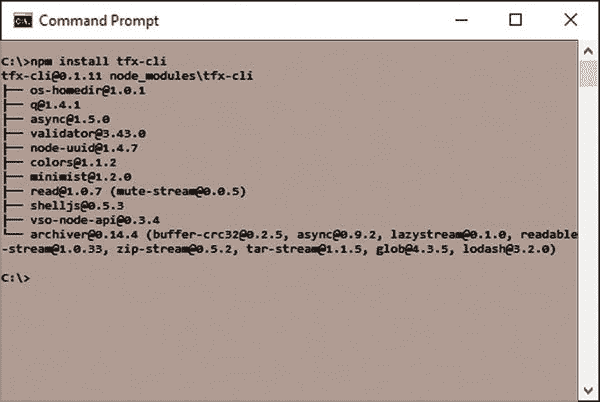 Command Prompt
C:\>npm install tfx-cli
tfx-cli@0.1.11 node_modules\tfx-cli
├── os-homedir@1.0.1
├── q@1.4.1
├── async@1.5.0
├── validator@3.43.0
├── node-uuid@1.4.7
├── colors@1.1.2
├── minimist@1.2.0
├── read@1.0.7 (mute-stream@0.0.5)
├── shelljs@0.5.3
├── vso-node-api@0.3.4
└── archiver@0.14.4 (buffer-crc32@0.2.5, async@0.9.2, lazystream@0.1.0, readable
-stream@1.0.33, zip-stream@0.5.2, tar-stream@1.1.5, glob@4.3.5, lodash@3.2.0)
C:\>